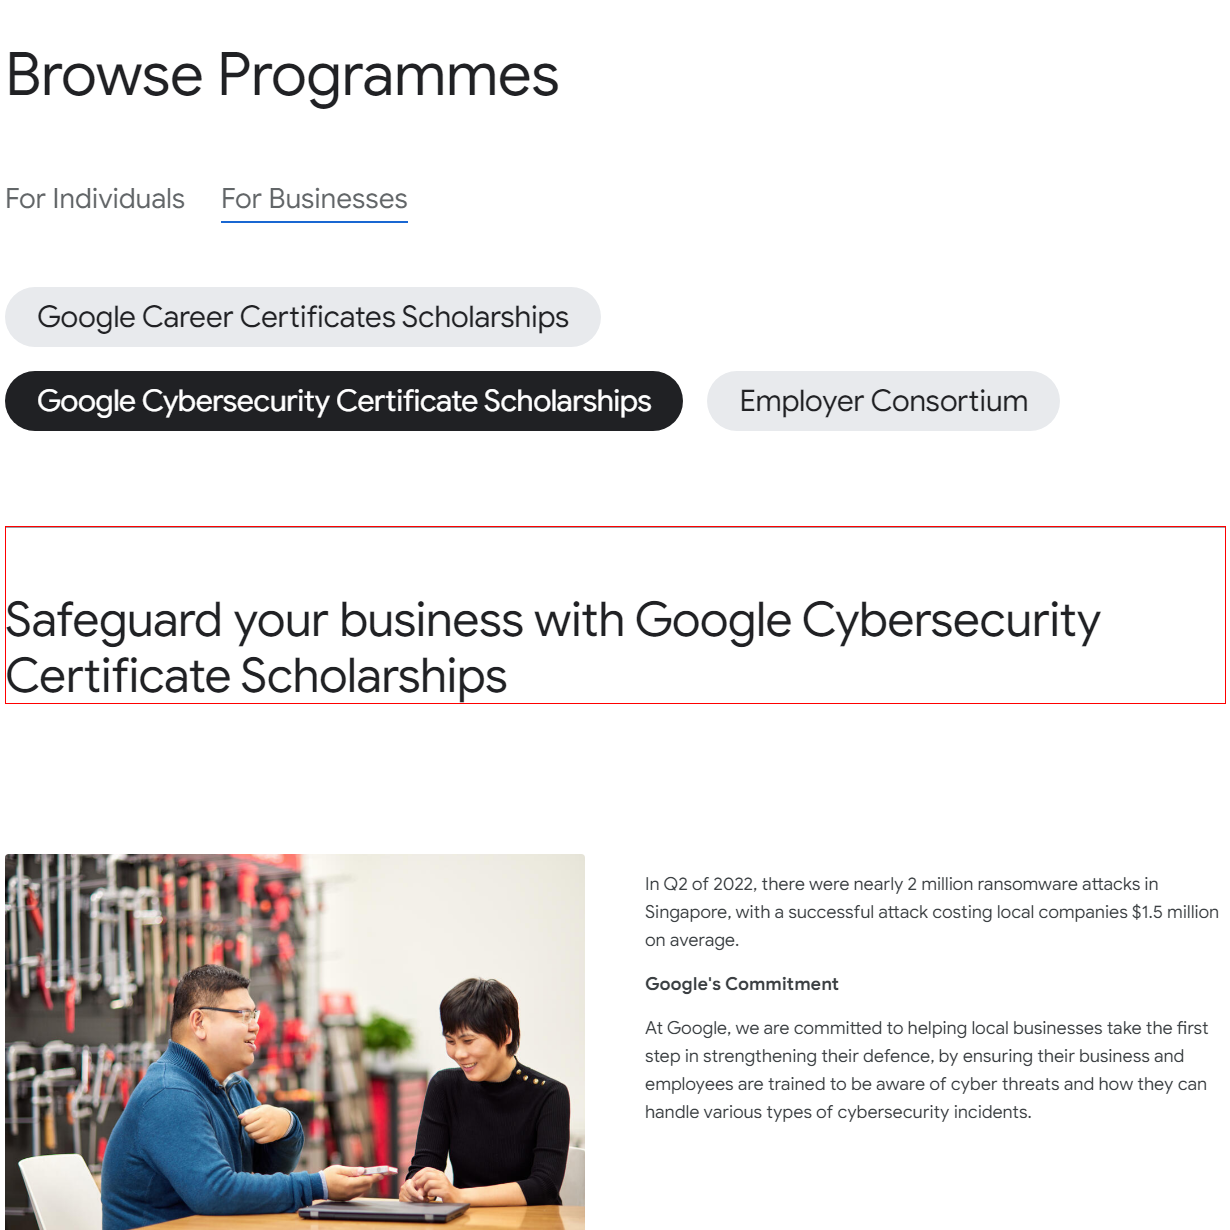 Browse Programmes
For Individuals For Businesses
Google Career Certificates Scholarships
Google Cybersecurity Certificate Scholarships Employer Consortium
Safeguard your business with Google Cybersecurity
Certificate Scholarships
In Q2 of 2022, there were nearly 2 million ransomware attacks in
Singapore, with a successful attack costing local companies $1.5 million
on average.
Google's Commitment
At Google, we are committed to helping local businesses take the first
step in strengthening their defence, by ensuring their business and
employees are trained to be aware of cyber threats and how they can
handle various types of cybersecurity incidents.